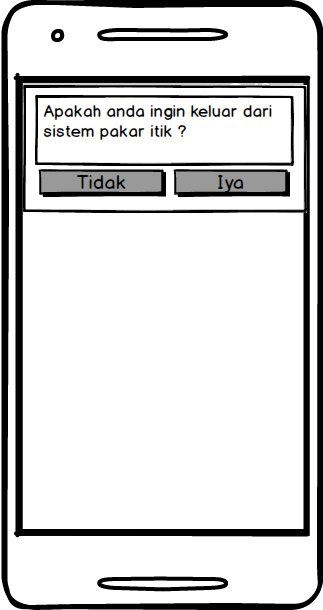 Apakah anda ingin keluar dari
sistem pakar itik ?
Tidak
Iya